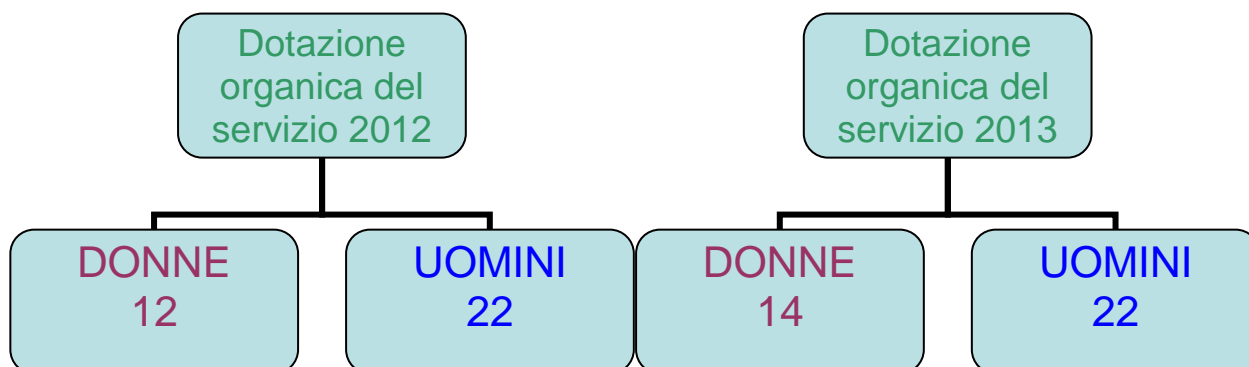 Dotazione
organica del
servizio 2012
Dotazione
organica del
servizio 2013
DONNE
12
UOMINI
22
DONNE
14
UOMINI
22